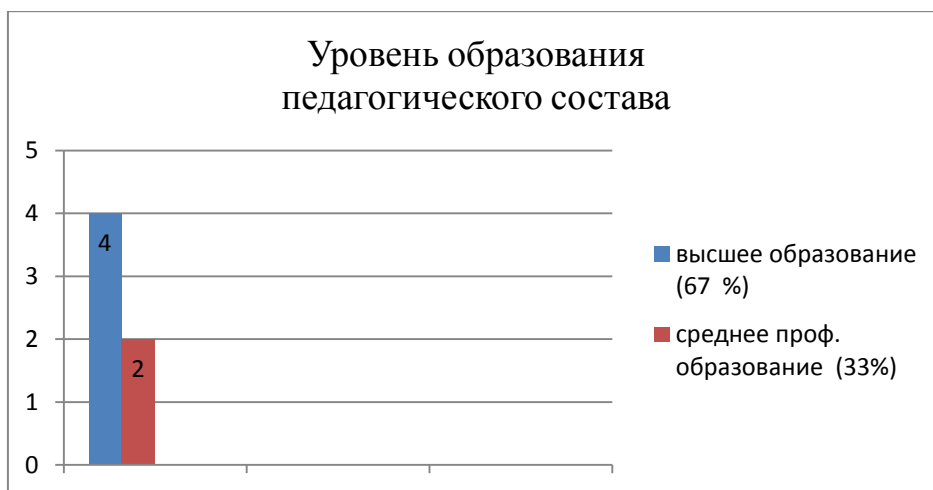 Уровень образования
педагогического состава
5
4
3
2
1
0
4
2
высшее образование
(67  %)
среднее проф.
образование  (33%)